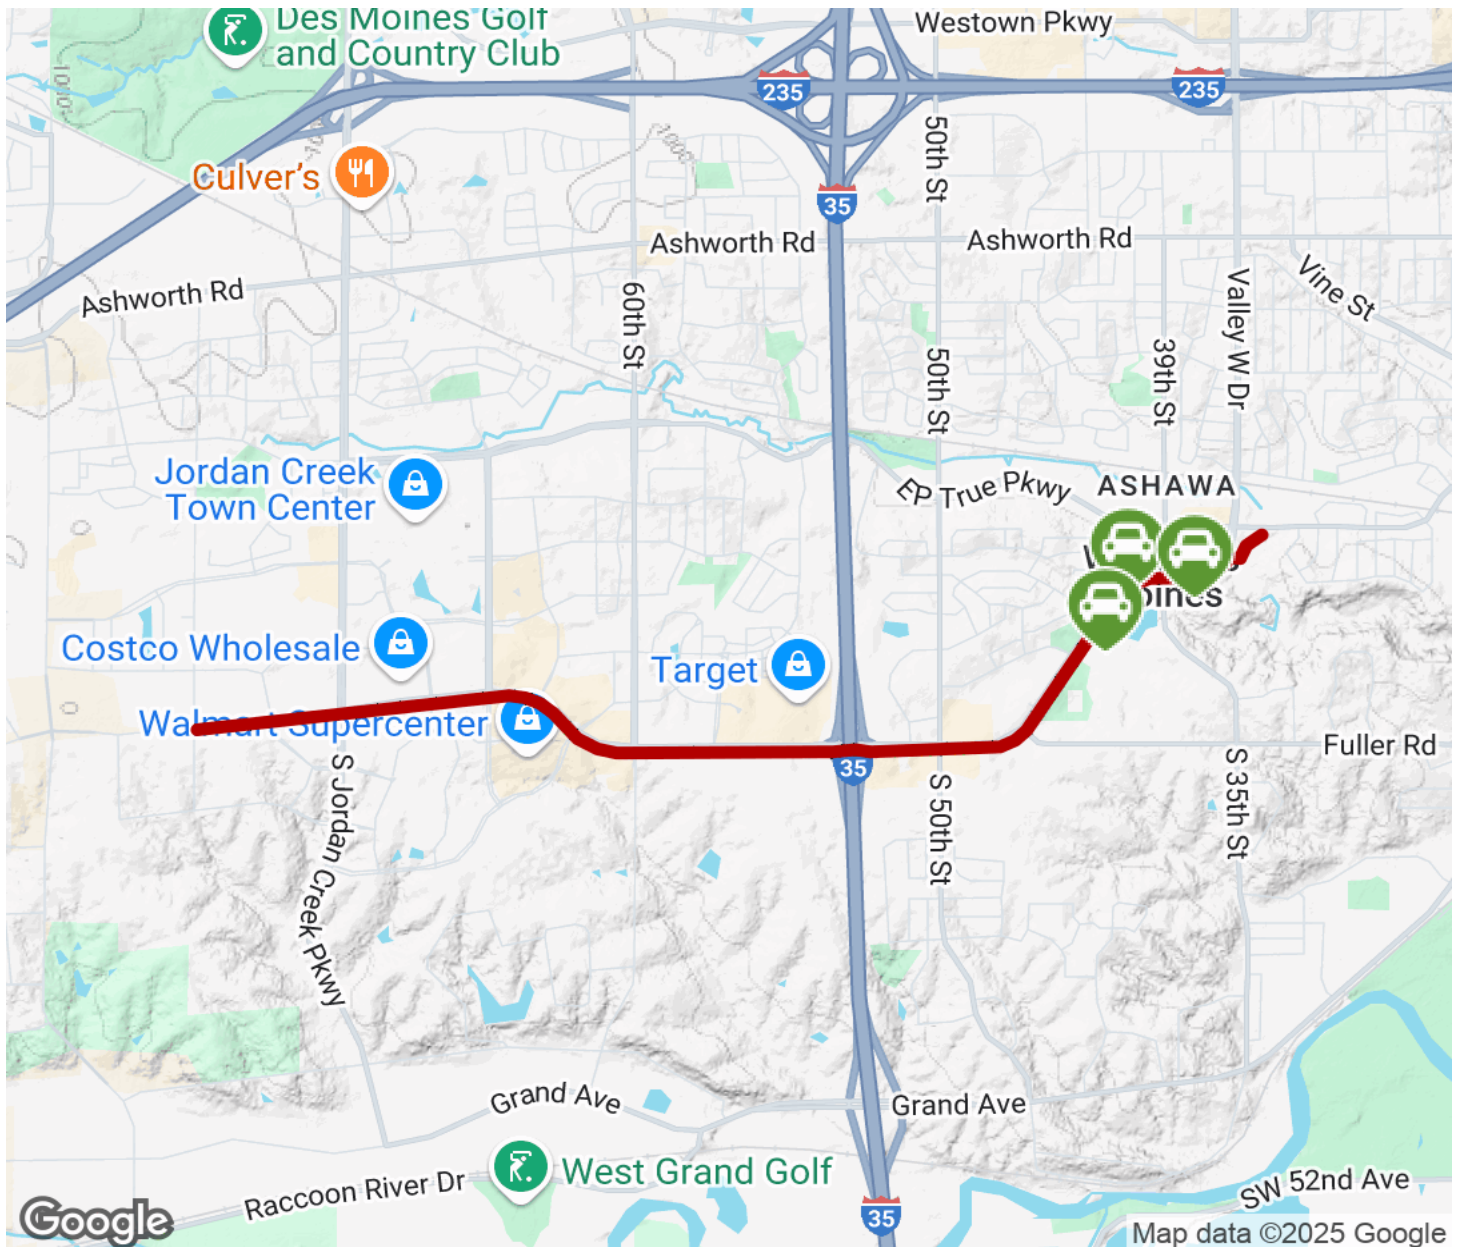 Des Moines Golf
and Country Club
Westown Pkwy
235
235
1000
50th St
1000
Culver's
35
Ashworth Rd
Ashworth Rd
Ashworth Rd
Vine St
Valley W Dr
60th St
39th St
50th St
Jordan Creek
Town Center
EP True Pkwy
ASHAWA
Costco Wholesale
Target
Walmart Supercenter
Fuller Rd
35
S Jordan Creek Pkwy
S 50th St
S 35th St
Grand Ave
Grand Ave
West Grand Golf
Raccoon River Dr
SW 52nd Ave
35
Google
Map data ©2025 Google